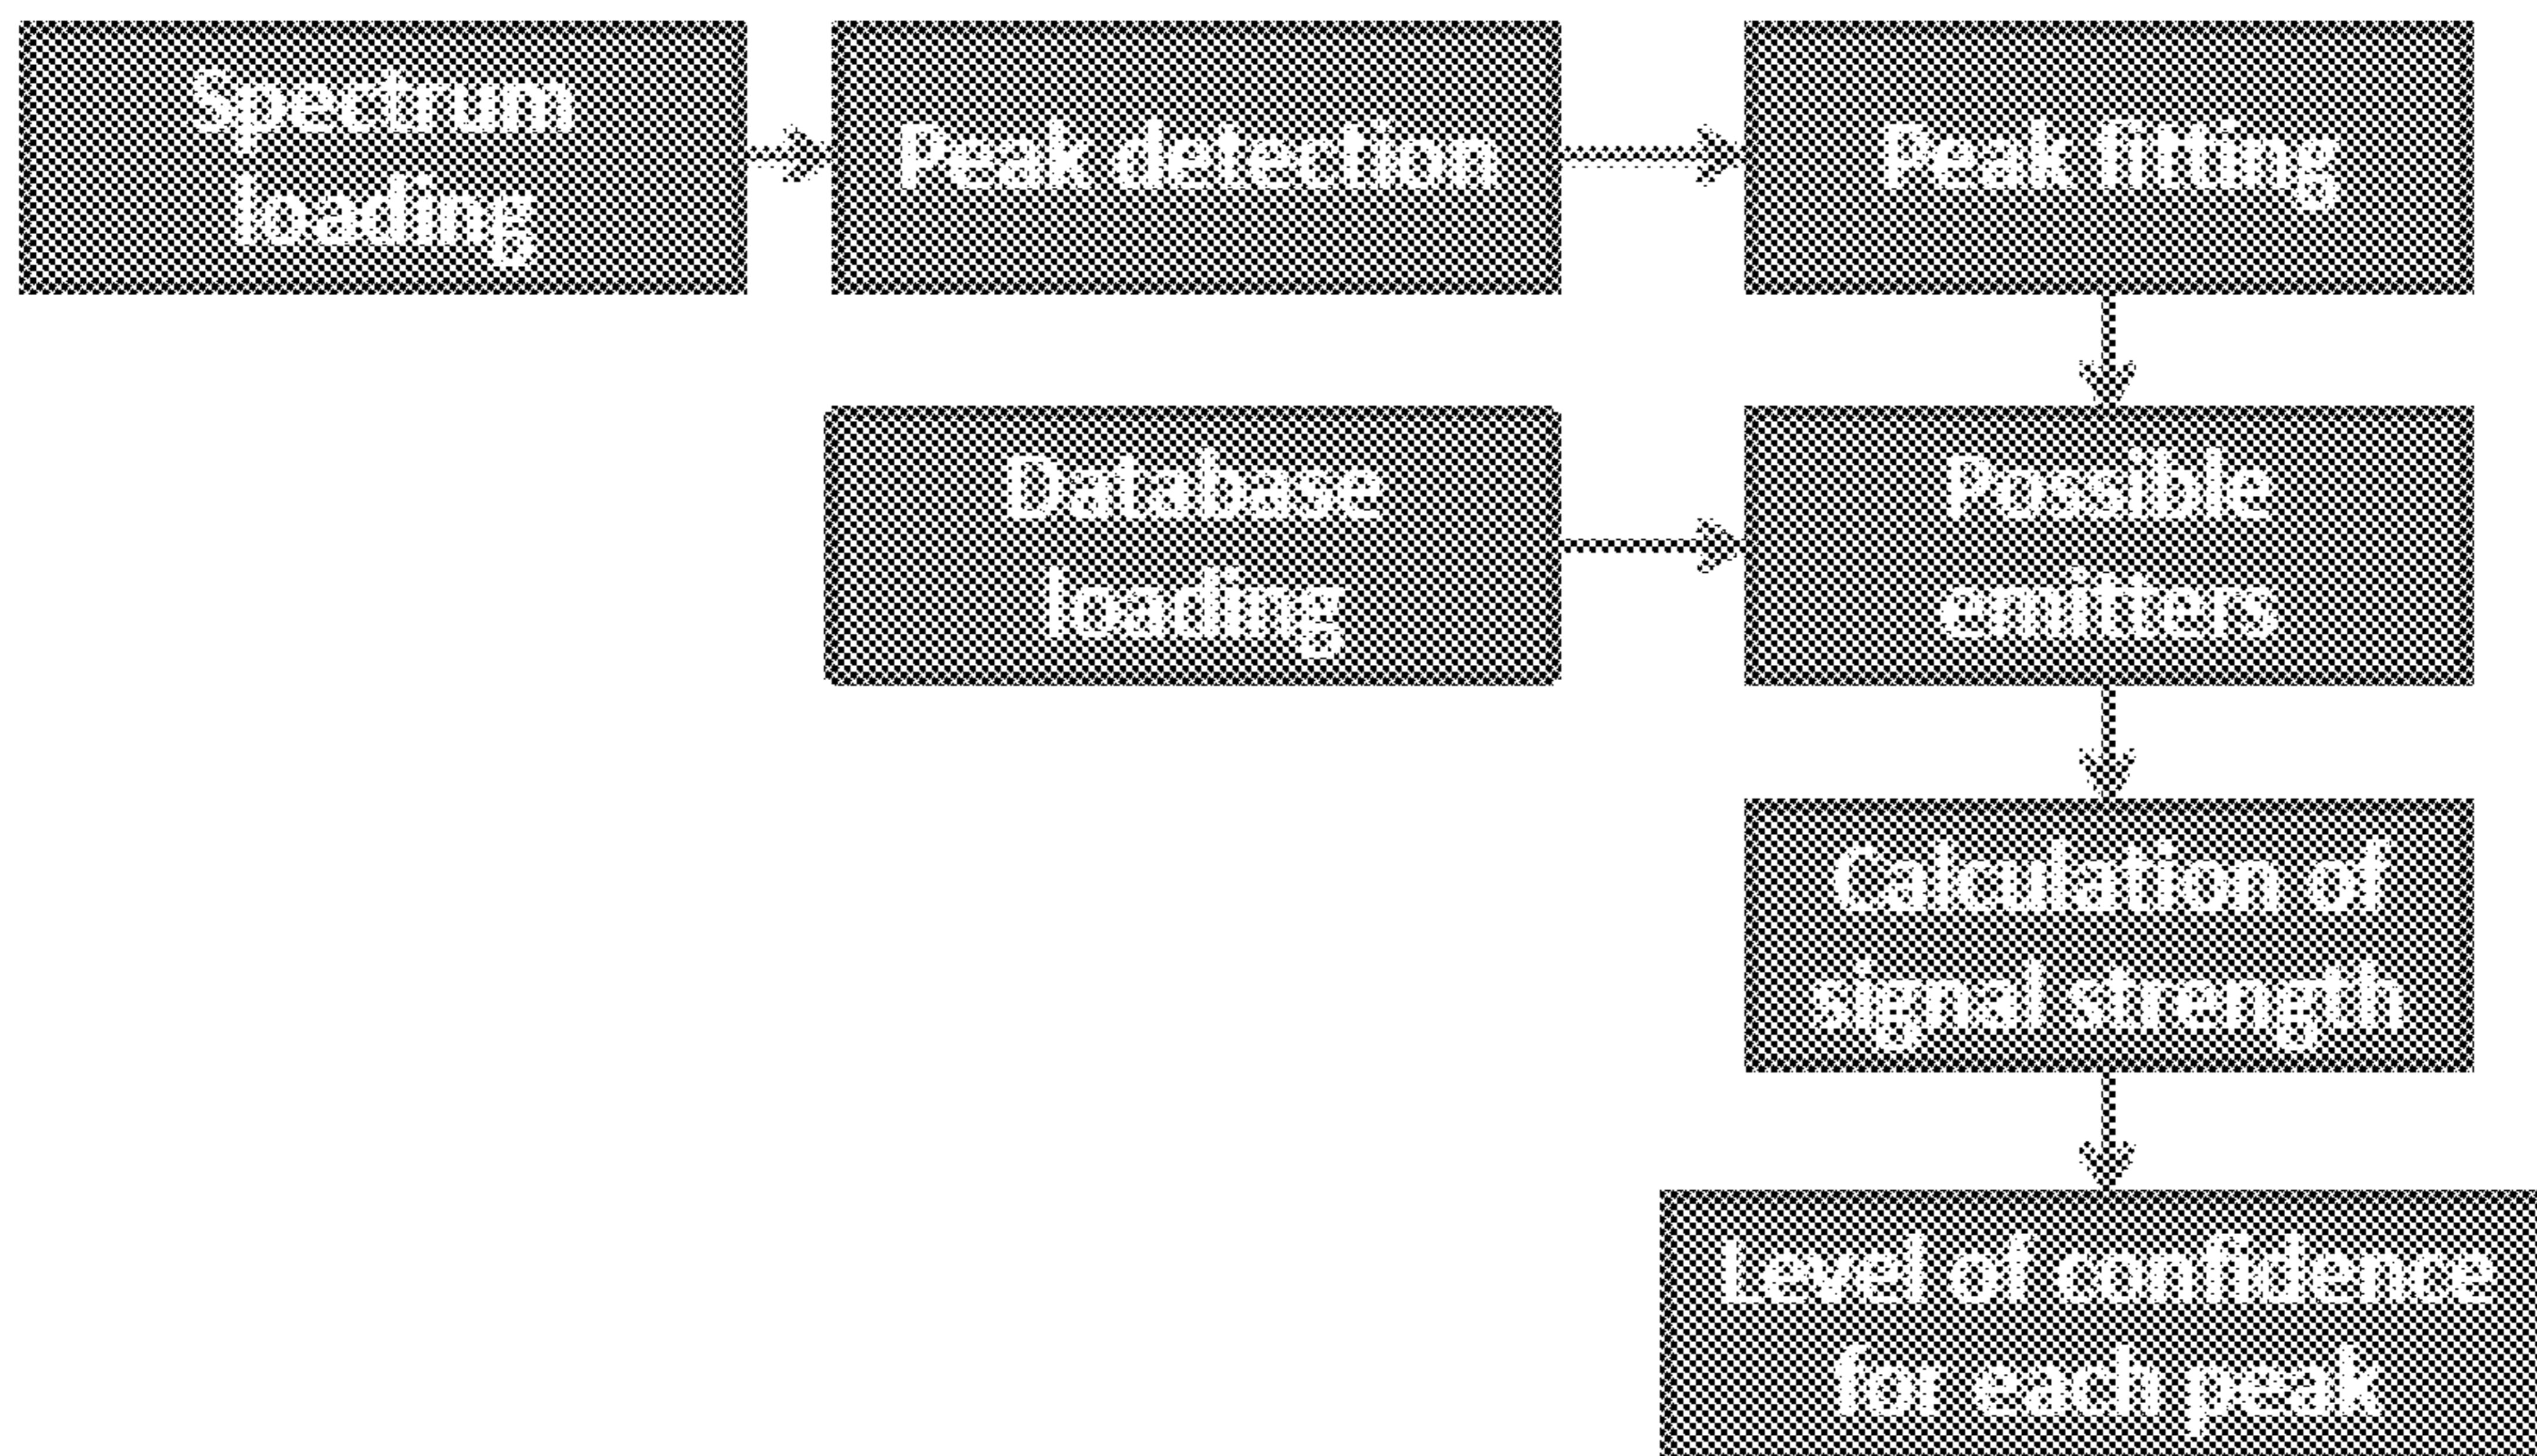 Spectrum
loading
Peak detection
Peak fitting
Database
loading
Possible
emitters
Calculation of
signal strength
Level of confidence
for each peak